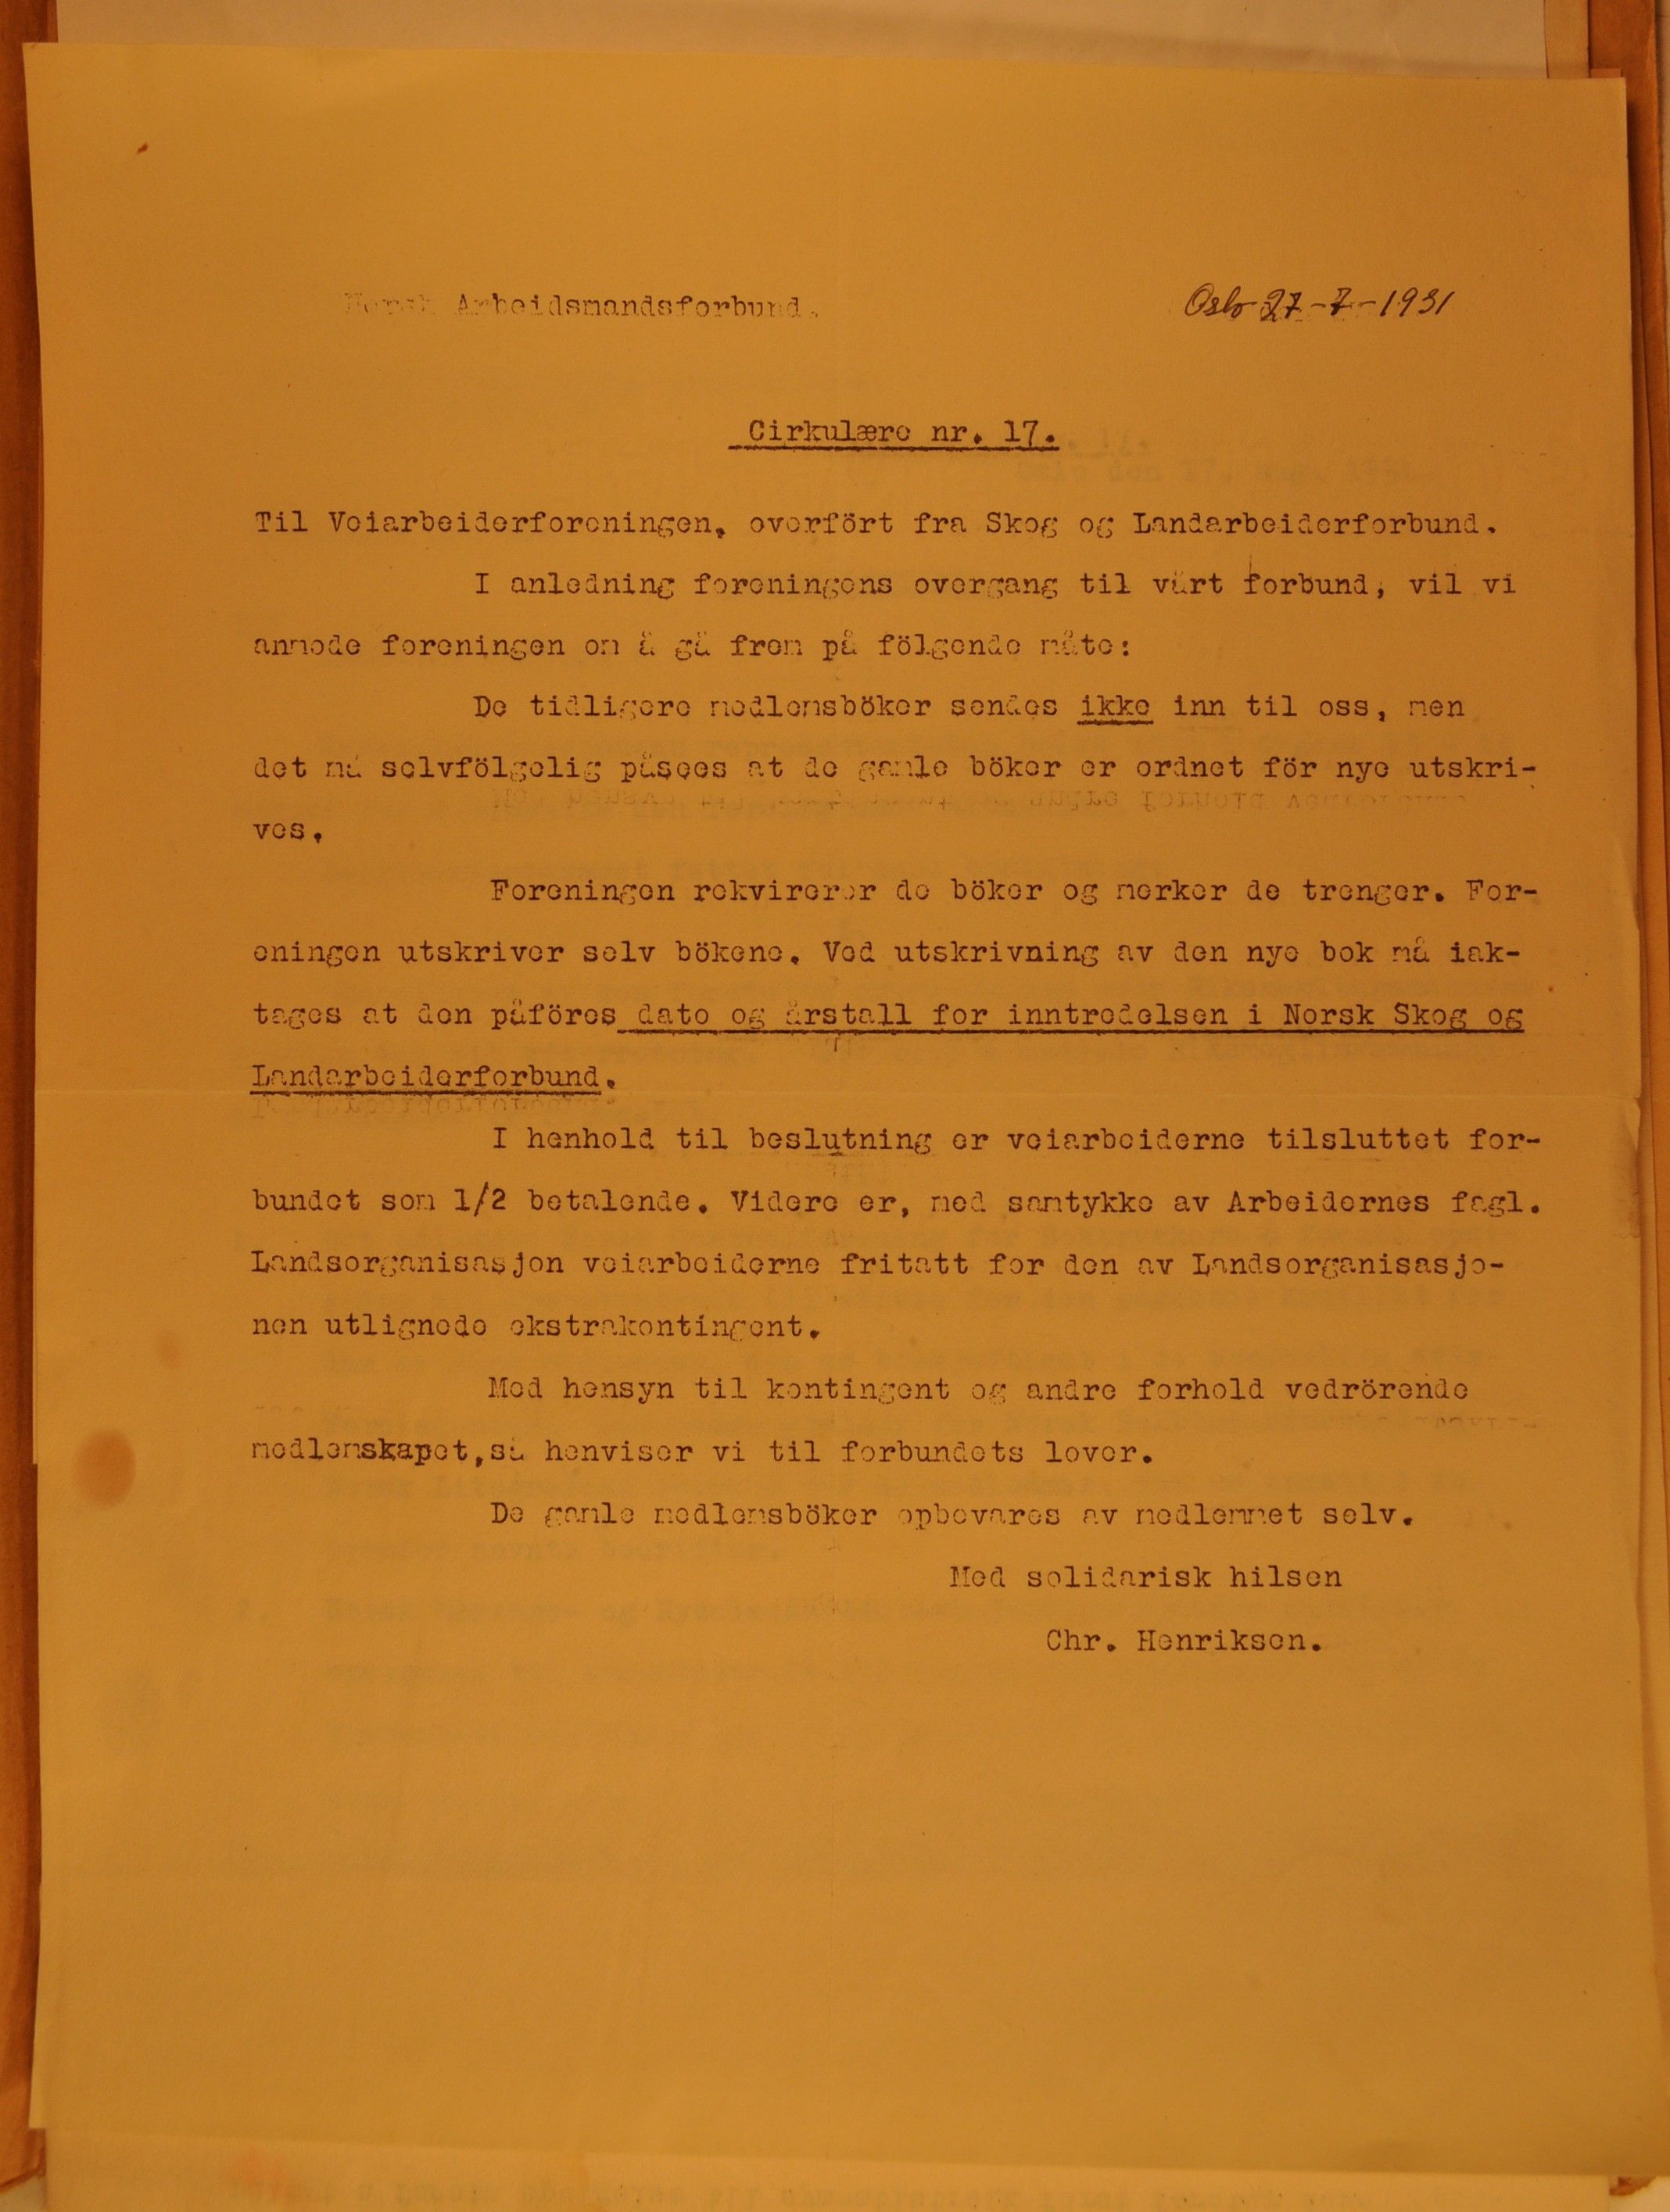 Norsk Arbeidsmandsforbund.
Oslo 27-7-1931
Cirkulære nr. 17.
Til Veiarbeiderforeningen, overfört fra Skog og Landarbeiderforbund.
I anledning foreningens overgang til vårt forbund, vil vi
anmode foreningen om å gå frem på fölgende måte:
De tidligere medlemsböker sendes ikke inn til oss, men
det må selvfölgelig påsees at de gamle böker er ordnet för nye utskri-
ves.
Foreningen rekvirerer de böker og merker de trenger. For-
eningen utskriver selv bökene. Ved utskrivning av den nye bok må iak-
tages at den påföres dato og årstall for inntredelsen i Norsk Skog og
Landarbeiderforbund.
I henhold til beslutning er veiarbeiderne tilsluttet for-
bundet som 1/2 betalende. Videre er, med samtykke av Arbeidernes fagl.
Landsorganisasjon veiarbeiderne fritatt for den av Landsorganisasjo-
nen utlignede ekstrakontingent.
Med hensyn til kontingent og andre forhold vedrörende
medlemskapet, så henviser vi til forbundets lover.
De gamle medlemsböker opbevares av medlemmet selv.
Med solidarisk hilsen
Chr. Henriksen.